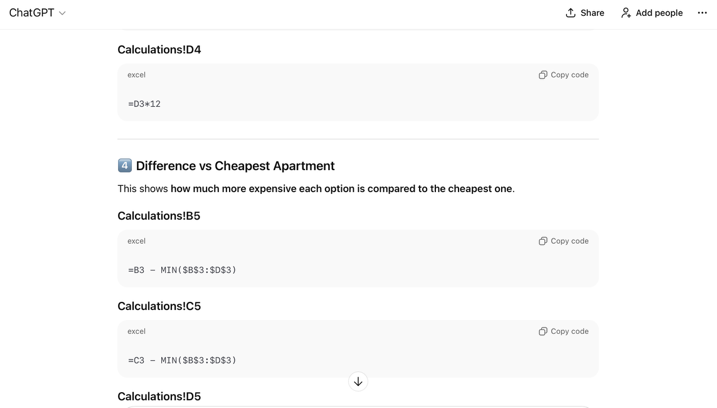 ChatGPT
Share
Add people
Calculations!D4
excel
Copy code
=D3*12
4 Difference vs Cheapest Apartment
This shows how much more expensive each option is compared to the cheapest one.
Calculations!B5
excel
Copy code
=B3 − MIN($B$3:$D$3)
Calculations!C5
excel
Copy code
=C3 − MIN($B$3:$D$3)
Calculations!D5